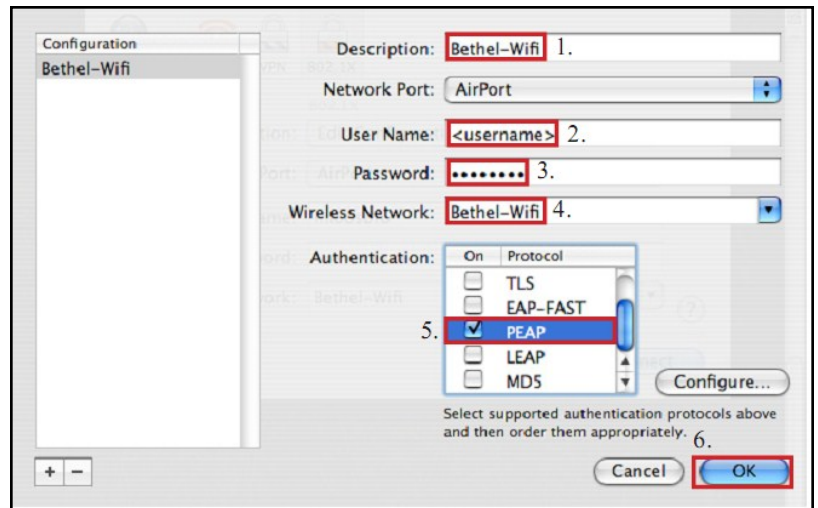 Configuration
Bethel-Wifi
Description: Bethel-Wifi 1.
Network Port: AirPort
User Name: <username> 2.
Password: •••••••• 3.
Wireless Network: Bethel-Wifi 4.
Authentication: On Protocol
TLS
EAP-FAST
5. PEAP
LEAP
MD5
Configure...
Select supported authentication protocols above
and then order them appropriately.
6.
+ -
Cancel OK